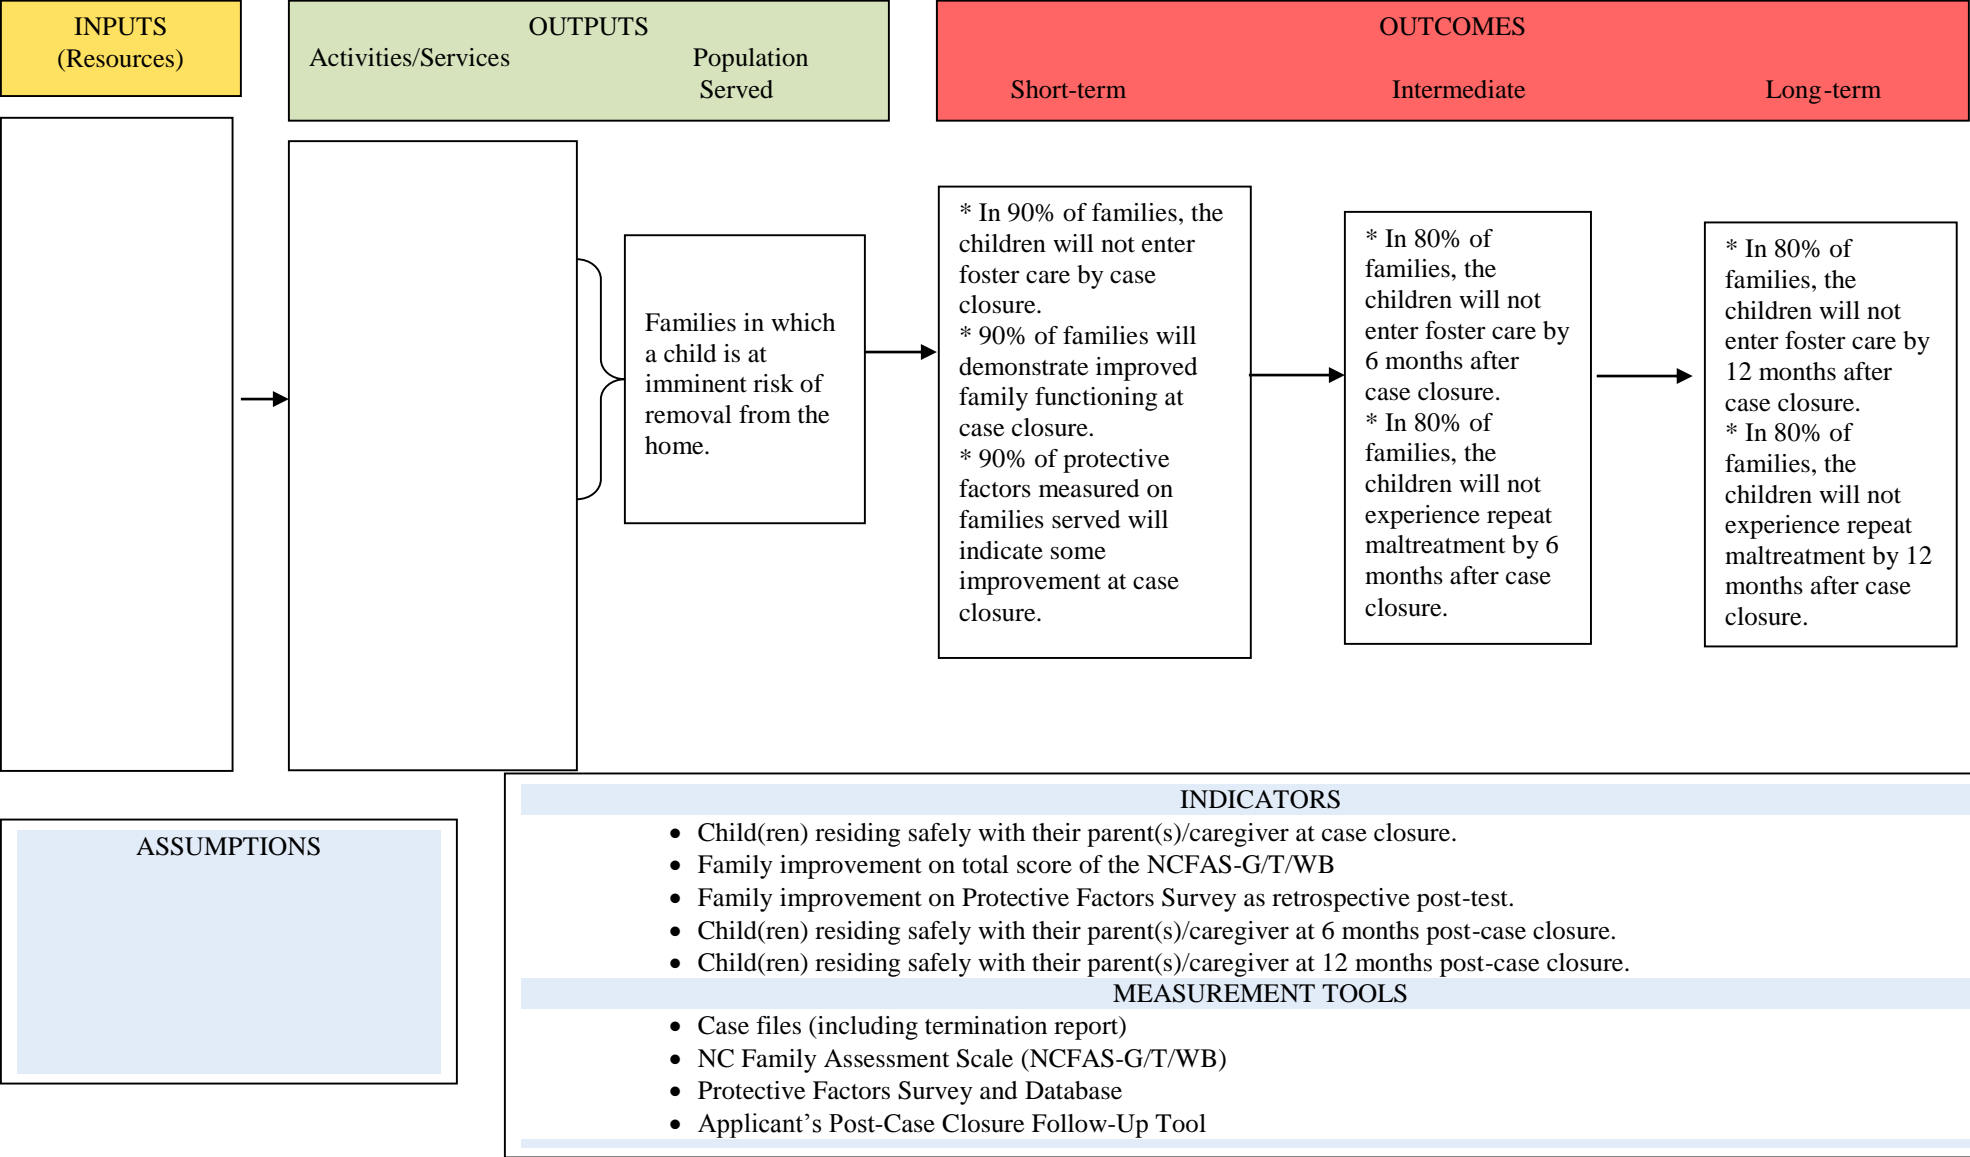 INPUTS
(Resources)
OUTPUTS
Activities/Services
Population
Served
OUTCOMES
Short-term
Intermediate
Long-term
Families in which
a child is at
imminent risk of
removal from the
home.
* In 90% of families, the
children will not enter
foster care by case
closure.
* 90% of families will
demonstrate improved
family functioning at
case closure.
* 90% of protective
factors measured on
families served will
indicate some
improvement at case
closure.
* In 80% of
families, the
children will not
enter foster care by
6 months after
case closure.
* In 80% of
families, the
children will not
experience repeat
maltreatment by 6
months after case
closure.
* In 80% of
families, the
children will not
enter foster care by
12 months after
case closure.
* In 80% of
families, the
children will not
experience repeat
maltreatment by 12
months after case
closure.
ASSUMPTIONS
INDICATORS
• Child(ren) residing safely with their parent(s)/caregiver at case closure.
• Family improvement on total score of the NCFAS-G/T/WB
• Family improvement on Protective Factors Survey as retrospective post-test.
• Child(ren) residing safely with their parent(s)/caregiver at 6 months post-case closure.
• Child(ren) residing safely with their parent(s)/caregiver at 12 months post-case closure.
MEASUREMENT TOOLS
• Case files (including termination report)
• NC Family Assessment Scale (NCFAS-G/T/WB)
• Protective Factors Survey and Database
• Applicant’s Post-Case Closure Follow-Up Tool